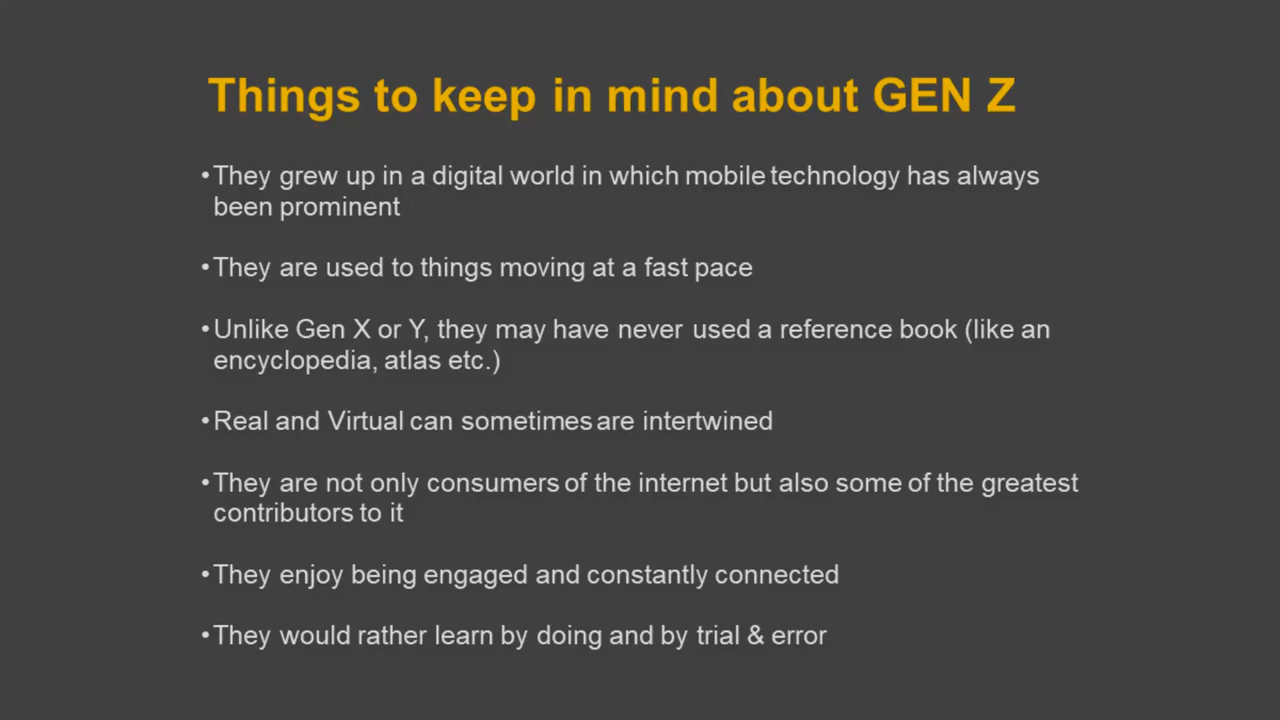 Things to keep in mind about GEN Z
•They grew up in a digital world in which mobile technology has always
been prominent
•They are used to things moving at a fast pace
•Unlike Gen X or Y, they may have never used a reference book (like an
encyclopedia, atlas etc.)
•Real and Virtual can sometimes are intertwined
•They are not only consumers of the internet but also some of the greatest
contributors to it
•They enjoy being engaged and constantly connected
•They would rather learn by doing and by trial & error